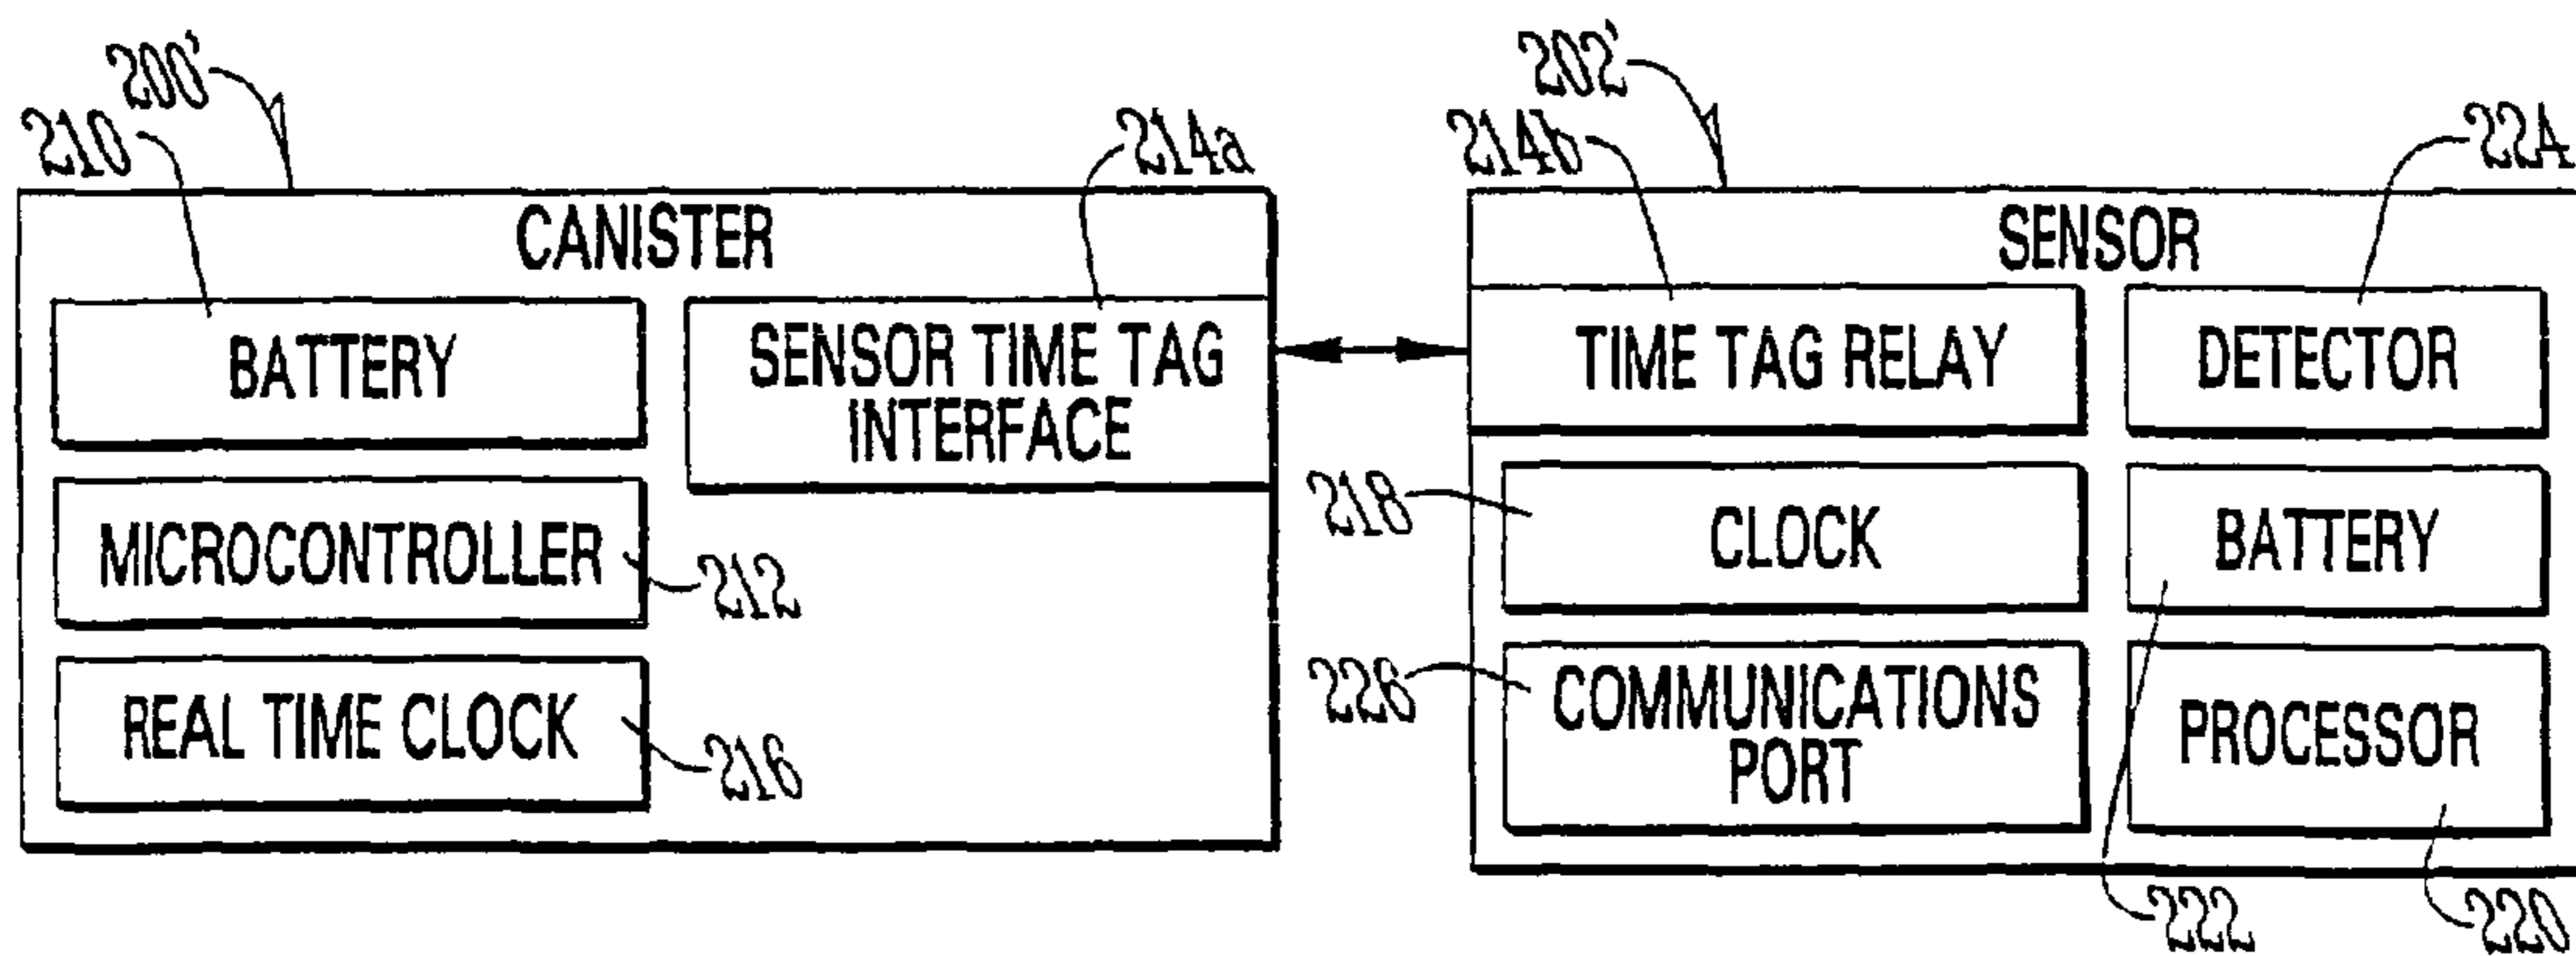 200'
202'
210
214a
214b
224
CANISTER
BATTERY
SENSOR TIME TAG
INTERFACE
MICROCONTROLLER
212
REAL TIME CLOCK
216
SENSOR
TIME TAG RELAY
DETECTOR
218
CLOCK
BATTERY
226
COMMUNICATIONS
PORT
PROCESSOR
222
220